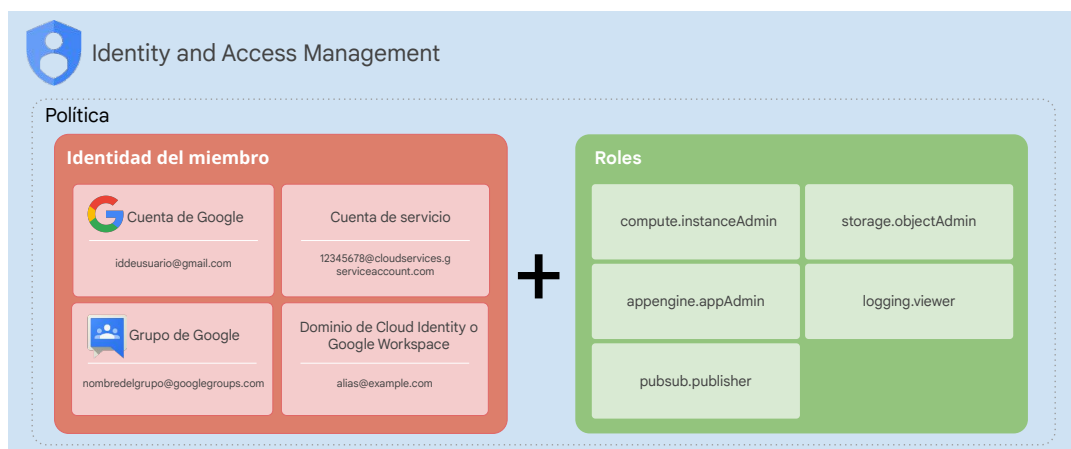 Identity and Access Management
Política
Identidad del miembro
Cuenta de Google
iddeusuario@gmail.com
Cuenta de servicio
12345678@cloudservices.g
serviceaccount.com
Grupo de Google
nombredelgrupo@googlegroups.com
Dominio de Cloud Identity o
Google Workspace
alias@example.com
+
Roles
compute.instanceAdmin
storage.objectAdmin
appengine.appAdmin
logging.viewer
pubsub.publisher